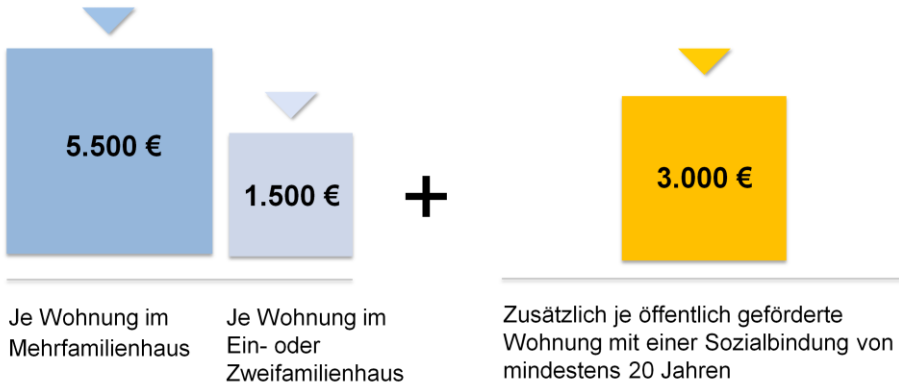 5.500 €
1.500 €
+
3.000 €
Je Wohnung im
Mehrfamilienhaus
Je Wohnung im
Ein- oder
Zweifamilienhaus
Zusätzlich je öffentlich geförderte
Wohnung mit einer Sozialbindung von
mindestens 20 Jahren